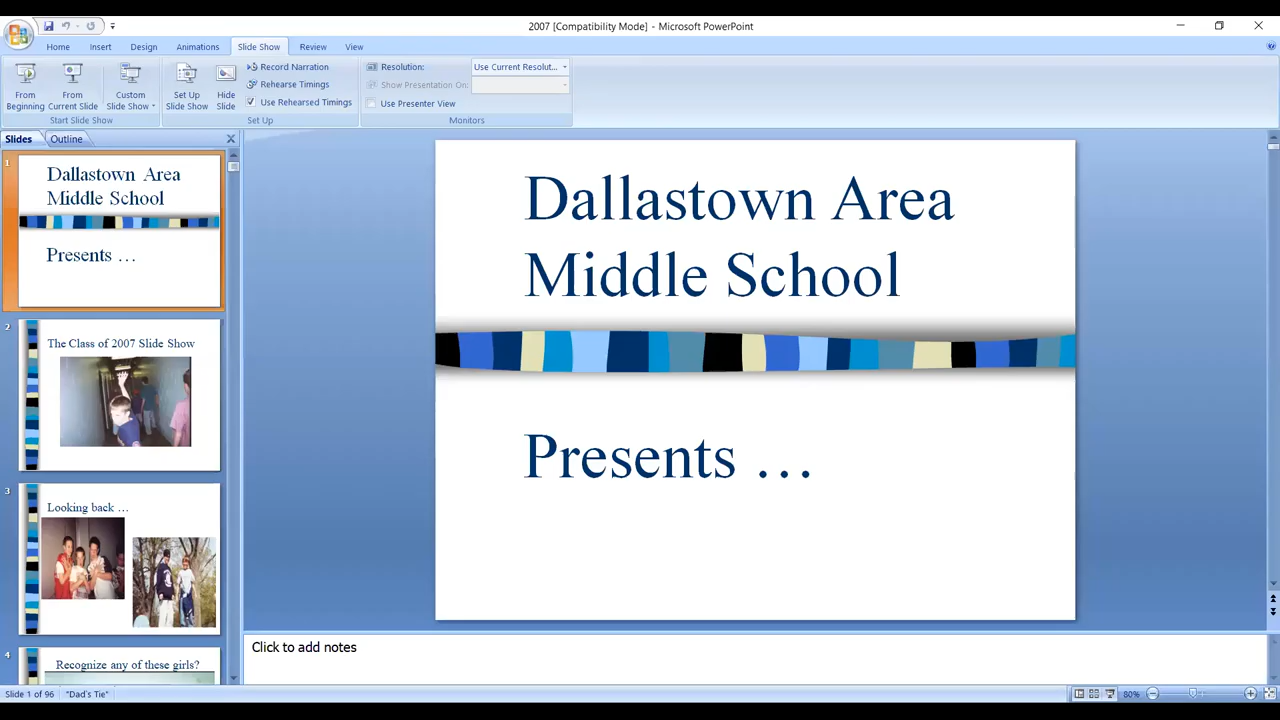 2007 [Compatibility Mode] - Microsoft PowerPoint
Home Insert Design Animations Slide Show Review View
From Beginning
From Current Slide
Custom Slide Show
Start Slide Show
Set Up Slide Show
Hide Slide
Record Narration
Rehearse Timings
Use Rehearsed Timings
Set Up
Resolution: Use Current Resolut...
Show Presentation On:
Use Presenter View
Monitors
Slides Outline
1
Dallastown Area
Middle School
Presents …
2
The Class of 2007 Slide Show
3
Looking back …
4
Recognize any of these girls?
Dallastown Area
Middle School
Presents …
Click to add notes
Slide 1 of 96 "Dad's Tie" 80%